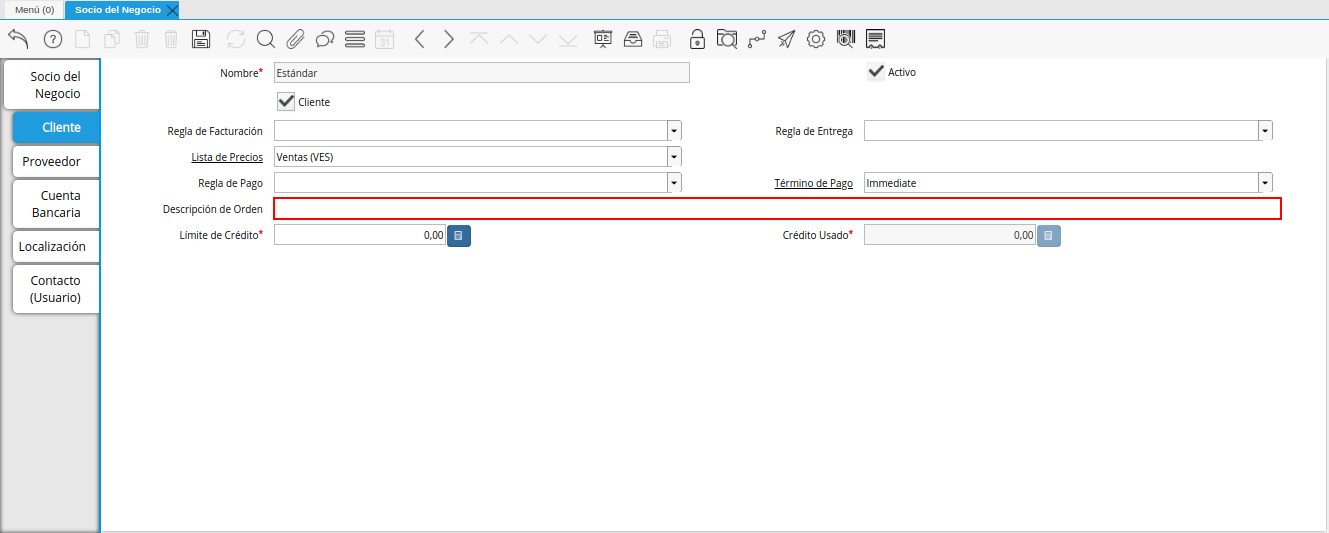 Menú (0)
Socio del Negocio
31
Socio del
Negocio
Cliente
Proveedor
Cuenta
Bancaria
Localización
Contacto
(Usuario)
Nombre* Estándar
Activo
Cliente
Regla de Facturación
Regla de Entrega
Lista de Precios Ventas (VES)
Regla de Pago
Término de Pago Immediate
Descripción de Orden
Límite de Crédito* 0,00
Crédito Usado* 0,00